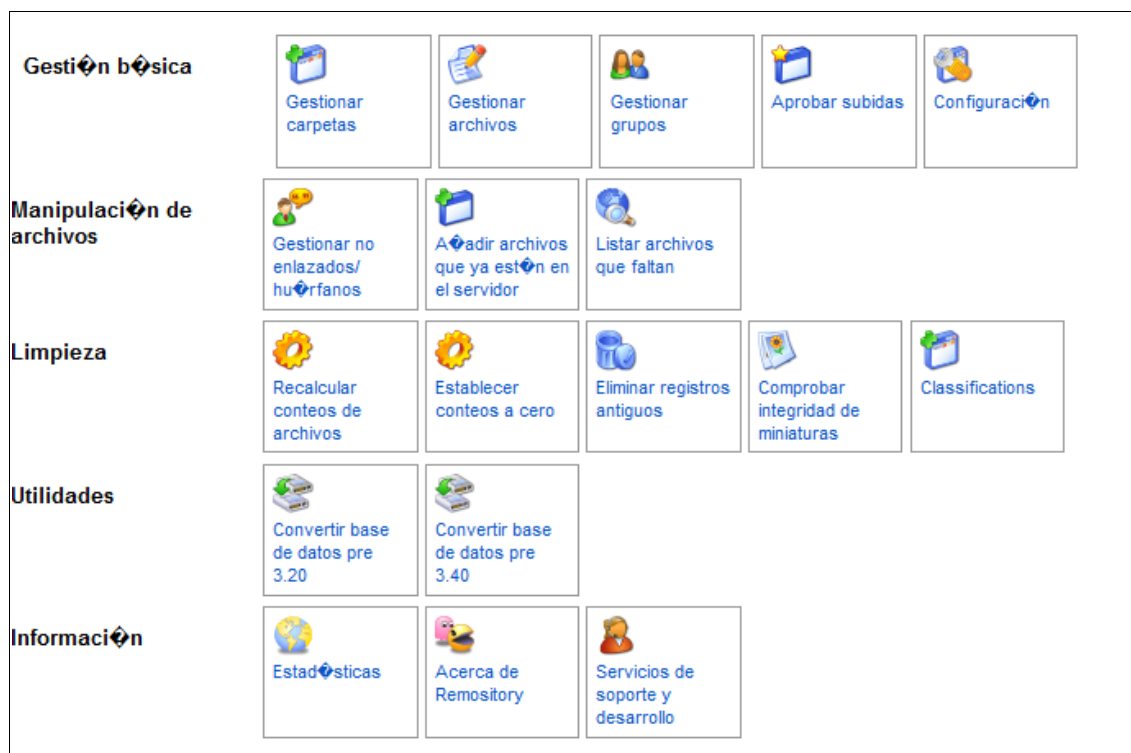 Gesti�n b�sica
Gestionar
carpetas
Gestionar
archivos
Gestionar
grupos
Aprobar subidas
Configuraci�n
Manipulaci�n de
archivos
Gestionar no
enlazados/
hu�rfanos
A�adir archivos
que ya est�n en
el servidor
Listar archivos
que faltan
Limpieza
Recalcular
conteos de
archivos
Establecer
conteos a cero
Eliminar registros
antiguos
Comprobar
integridad de
miniaturas
Classifications
Utilidades
Convertir base
de datos pre
3.20
Convertir base
de datos pre
3.40
Informaci�n
Estad�sticas
Acerca de
Remository
Servicios de
soporte y
desarrollo